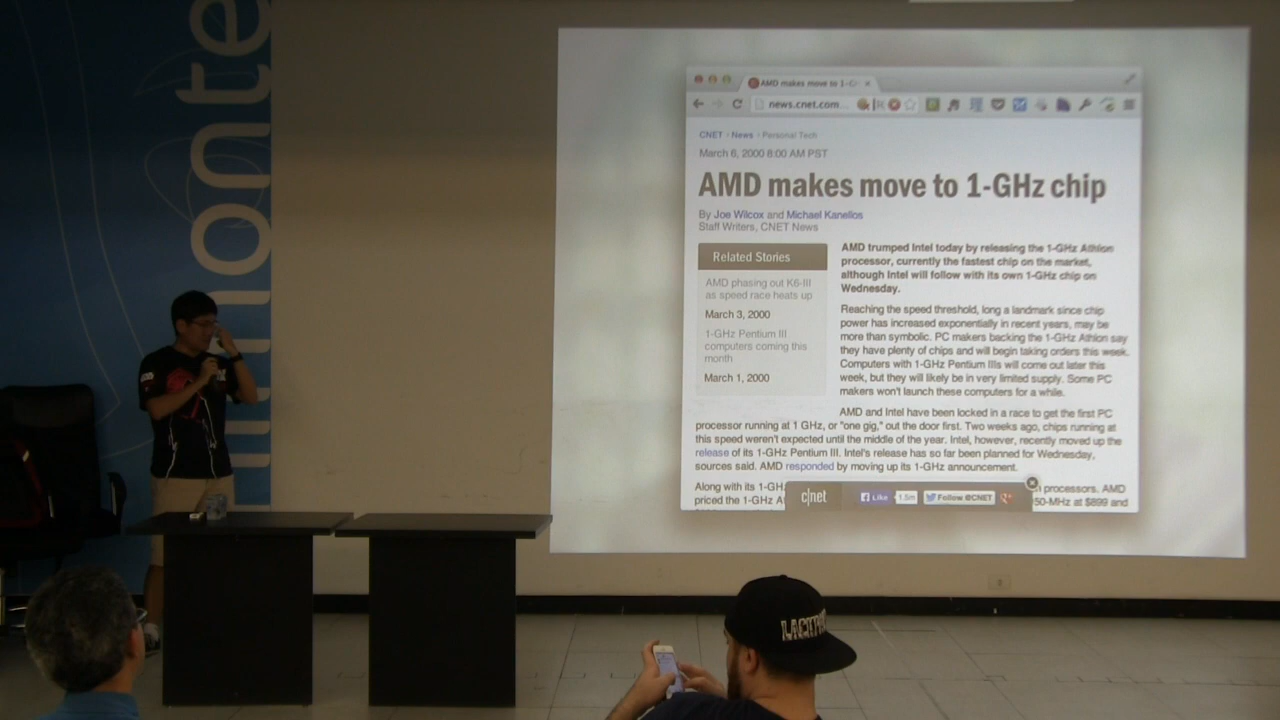 AMD makes move to 1-G
news.cnet.com...
CNET › News › Personal Tech
March 6, 2000 8:00 AM PST
AMD makes move to 1-GHz chip
By Joe Wilcox and Michael Kanellos
Staff Writers, CNET News
Related Stories
AMD phasing out K6-III
as speed race heats up
March 3, 2000
1-GHz Pentium III
computers coming this
month
March 1, 2000
AMD trumped Intel today by releasing the 1-GHz Athlon
processor, currently the fastest chip on the market,
although Intel will follow with its own 1-GHz chip on
Wednesday.
Reaching the speed threshold, long a landmark since chip
power has increased exponentially in recent years, may be
more than symbolic. PC makers backing the 1-GHz Athlon say
they have plenty of chips and will begin taking orders this week.
Computers with 1-GHz Pentium IIIs will come out later this
week, but they will likely be in very limited supply. Some PC
makers won't launch these computers for a while.
AMD and Intel have been locked in a race to get the first PC
processor running at 1 GHz, or "one gig," out the door first. Two weeks ago, chips running at
this speed weren't expected until the middle of the year. Intel, however, recently moved up the
release of its 1-GHz Pentium III. Intel's release has so far been planned for Wednesday,
sources said. AMD responded by moving up its 1-GHz announcement.
Along with its 1-GH processors. AMD
priced the 1-GHz A 50-MHz at $899 and
c|net
Like 1.5m
Follow @CNET